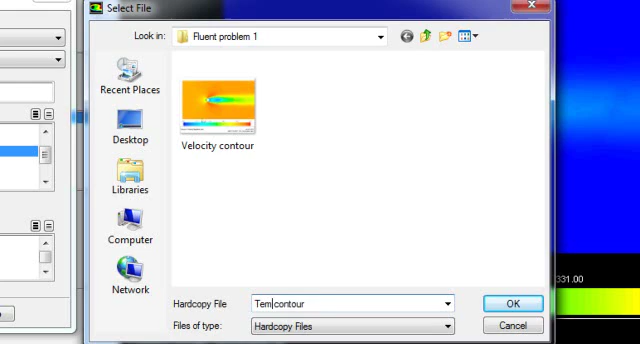 Select File
Look in: Fluent problem 1
Recent Places
Desktop
Libraries
Computer
Network
Velocity contour
331.00
Hardcopy File Temcontour OK
Files of type: Hardcopy Files Cancel